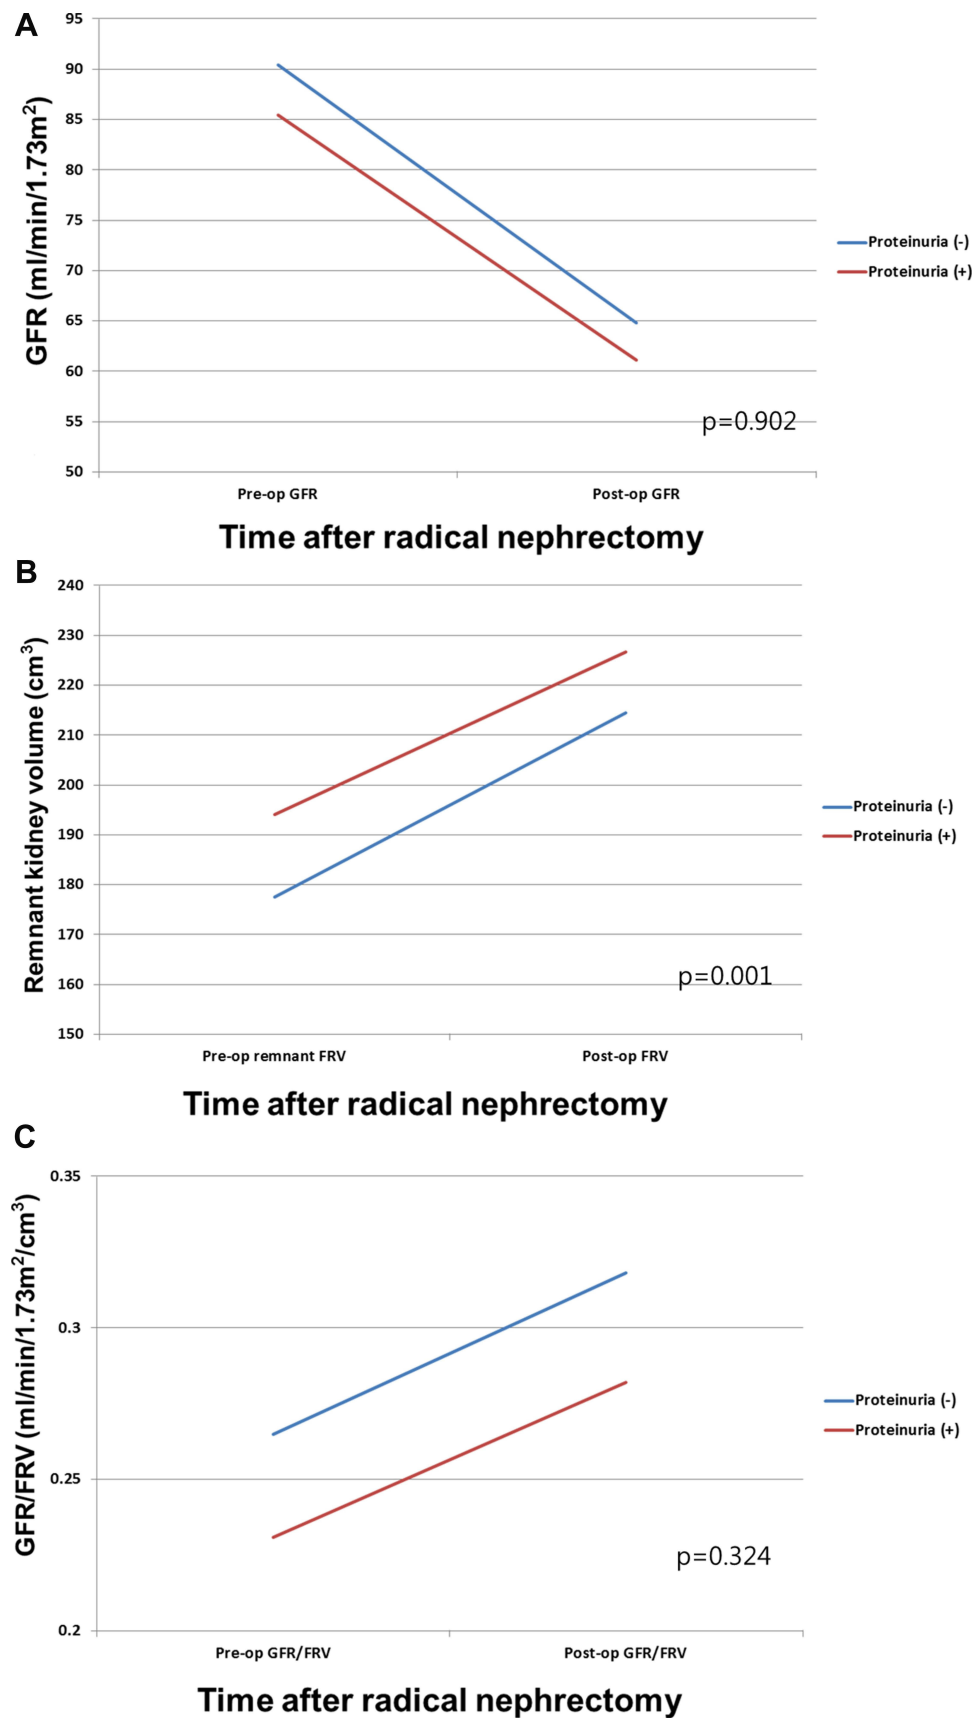 A
95
90
85
80
75
70
65
60
55
50
GFR (ml/min/1.73m²)
Proteinuria (-)
Proteinuria (+)
p=0.902
Pre-op GFR
Post-op GFR
Time after radical nephrectomy
B
240
230
220
210
200
190
180
170
160
150
Remnant kidney volume (cm³)
Proteinuria (-)
Proteinuria (+)
p=0.001
Pre-op remnant FRV
Post-op FRV
Time after radical nephrectomy
C
0.35
0.3
0.25
0.2
GFR/FRV (ml/min/1.73m²/cm³)
Proteinuria (-)
Proteinuria (+)
p=0.324
Pre-op GFR/FRV
Post-op GFR/FRV
Time after radical nephrectomy